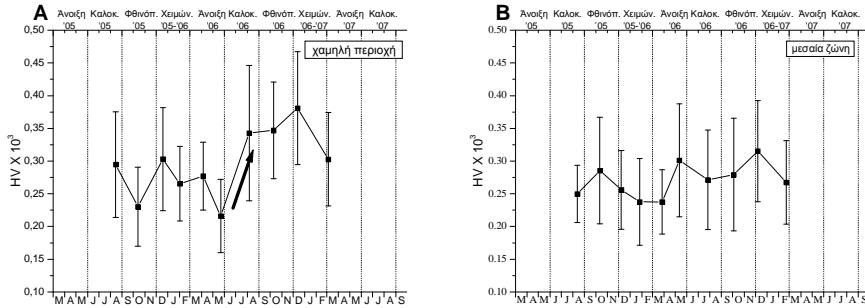 A
Άνοιξη Καλοκ. Φθινόπ. Χειμών. Άνοιξη Καλοκ. Φθινόπ. Χειμών. Άνοιξη Καλοκ.
'05 '05 '05 '05-'06 '06 '06 '06 '06-'07 '07 '07
χαμηλή περιοχή
HV X 10³
0,50
0,45
0,40
0,35
0,30
0,25
0,20
0,15
0,10
M A M J J A S O N D J F M A M J J A S O N D J F M A M J J A S
B
Άνοιξη Καλοκ. Φθινόπ. Χειμών. Άνοιξη Καλοκ. Φθινόπ. Χειμών. Άνοιξη Καλοκ.
'05 '05 '05 '05-'06 '06 '06 '06 '06-'07 '07 '07
μεσαία ζώνη
HV X 10³
0.50
0.45
0.40
0.35
0.30
0.25
0.20
0.15
0.10
M A M J J A S O N D J F M A M J J A S O N D J F M A M J J A S